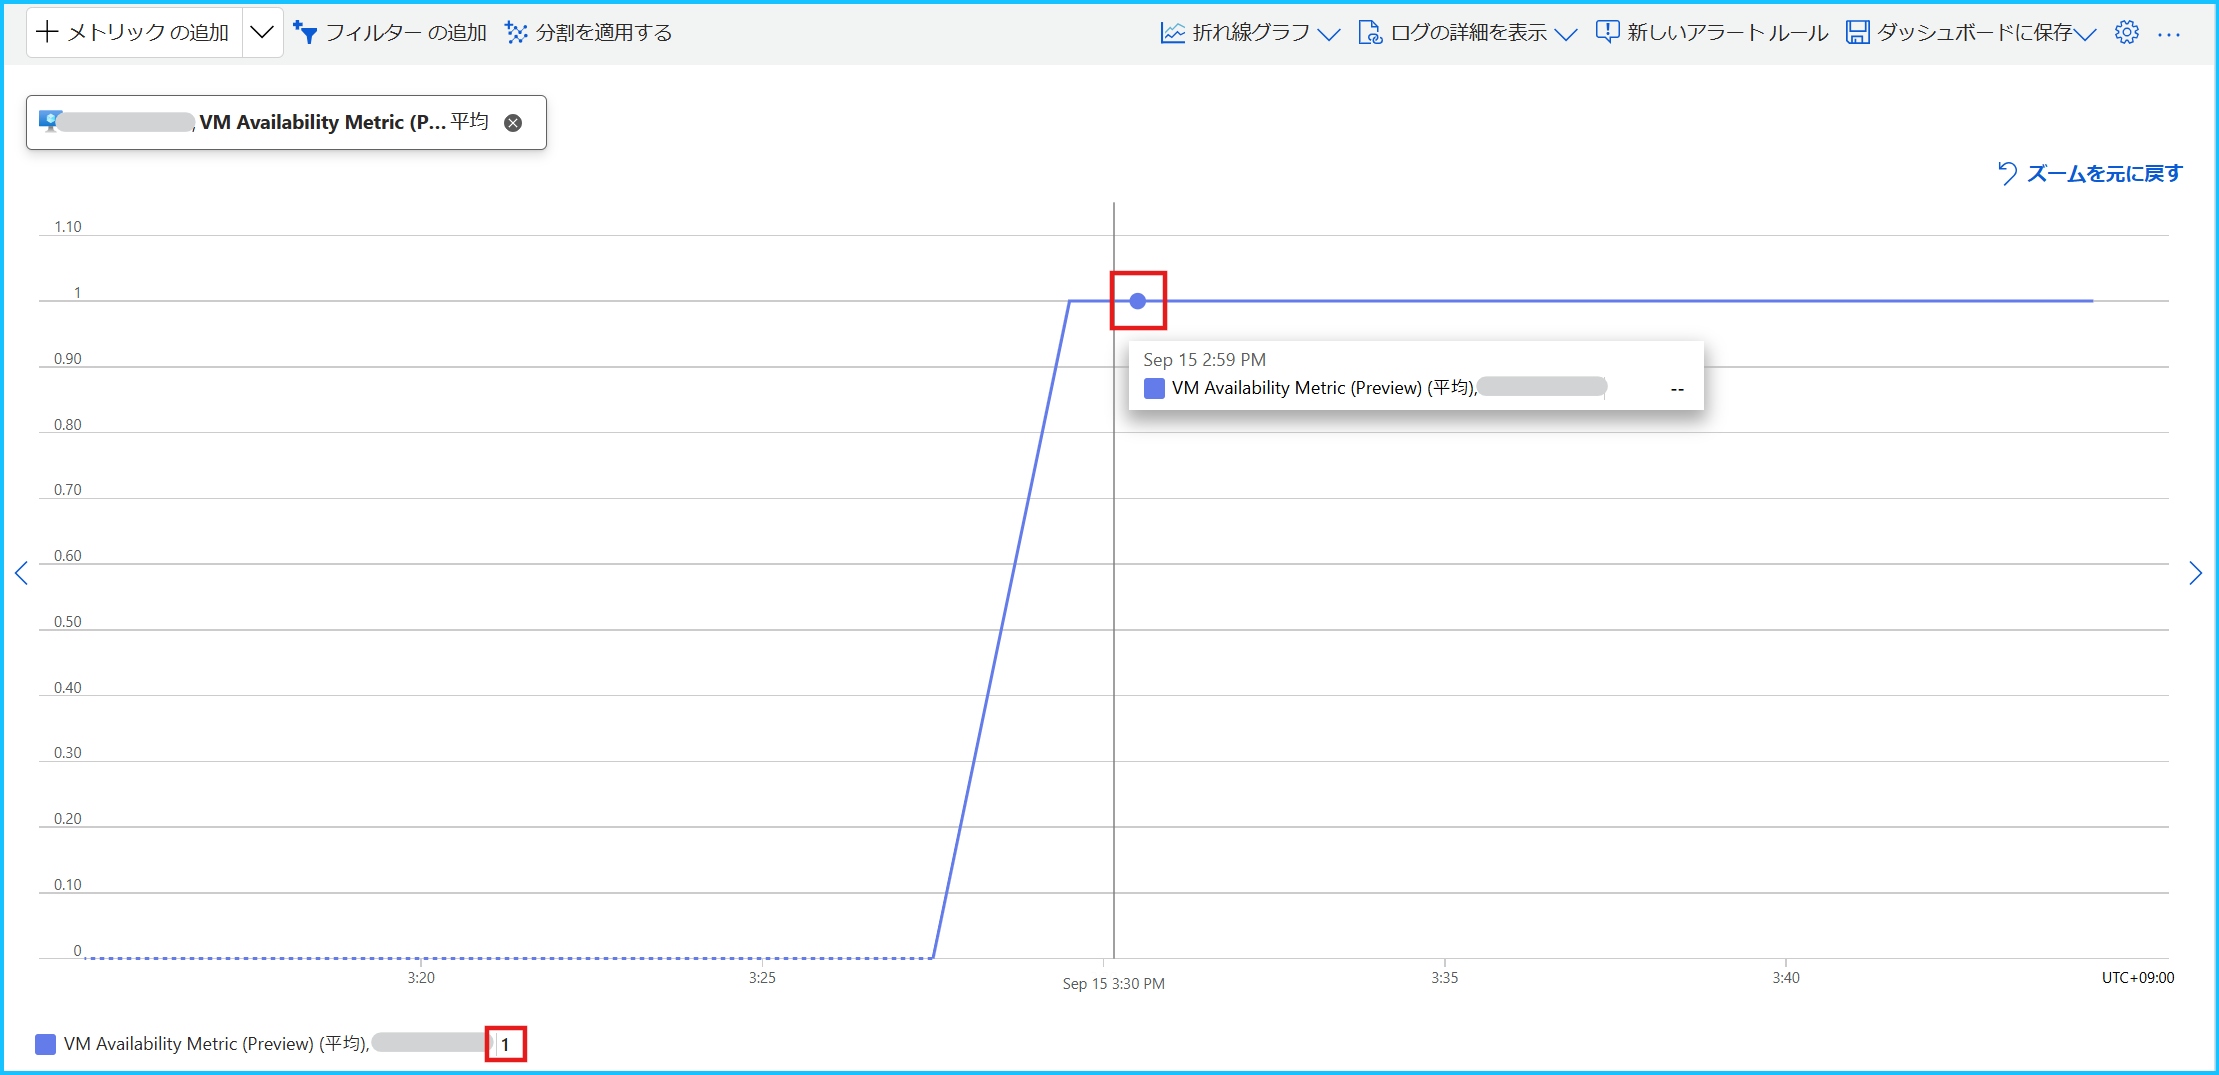 メトリック の追加
フィルター の追加
分割を適用する
折れ線グラフ
ログの詳細を表示
新しいアラート ルール
ダッシュボードに保存
, VM Availability Metric (P... 平均
ズームを元に戻す
1.10
1
0.90
0.80
0.70
0.60
0.50
0.40
0.30
0.20
0.10
0
Sep 15 2:59 PM
VM Availability Metric (Preview) (平均), --
3:20
3:25
Sep 15 3:30 PM
3:35
3:40
UTC+09:00
VM Availability Metric (Preview) (平均), 1